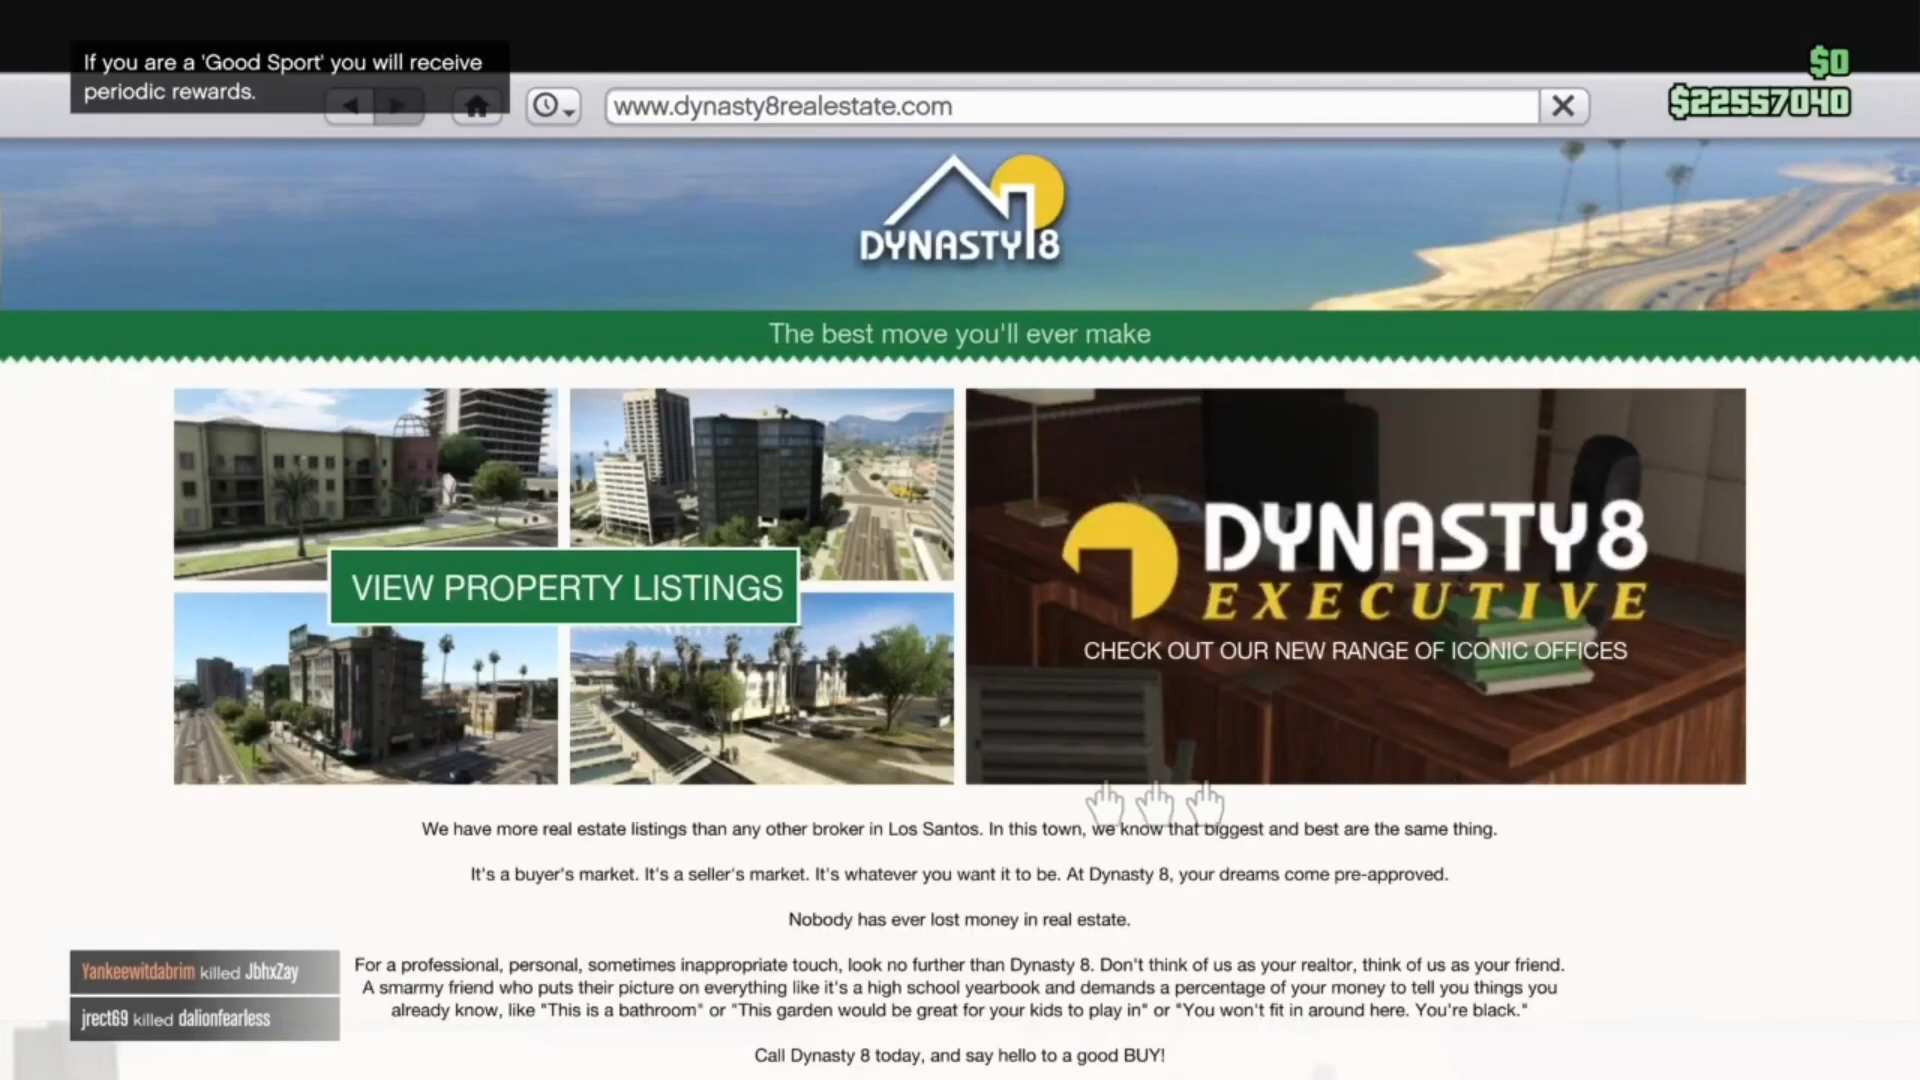 If you are a 'Good Sport' you will receive
periodic rewards.
$0
$22557040
www.dynasty8realestate.com
DYNASTY 8
The best move you'll ever make
VIEW PROPERTY LISTINGS
DYNASTY8
EXECUTIVE
CHECK OUT OUR NEW RANGE OF ICONIC OFFICES
We have more real estate listings than any other broker in Los Santos. In this town, we know that biggest and best are the same thing.
It's a buyer's market. It's a seller's market. It's whatever you want it to be. At Dynasty 8, your dreams come pre-approved.
Nobody has ever lost money in real estate.
For a professional, personal, sometimes inappropriate touch, look no further than Dynasty 8. Don't think of us as your realtor, think of us as your friend.
A smarmy friend who puts their picture on everything like it's a high school yearbook and demands a percentage of your money to tell you things you
already know, like "This is a bathroom" or "This garden would be great for your kids to play in" or "You won't fit in around here. You're black."
Call Dynasty 8 today, and say hello to a good BUY!
Yankeewitdabrim killed JbhxZay
jrect69 killed dalionfearless